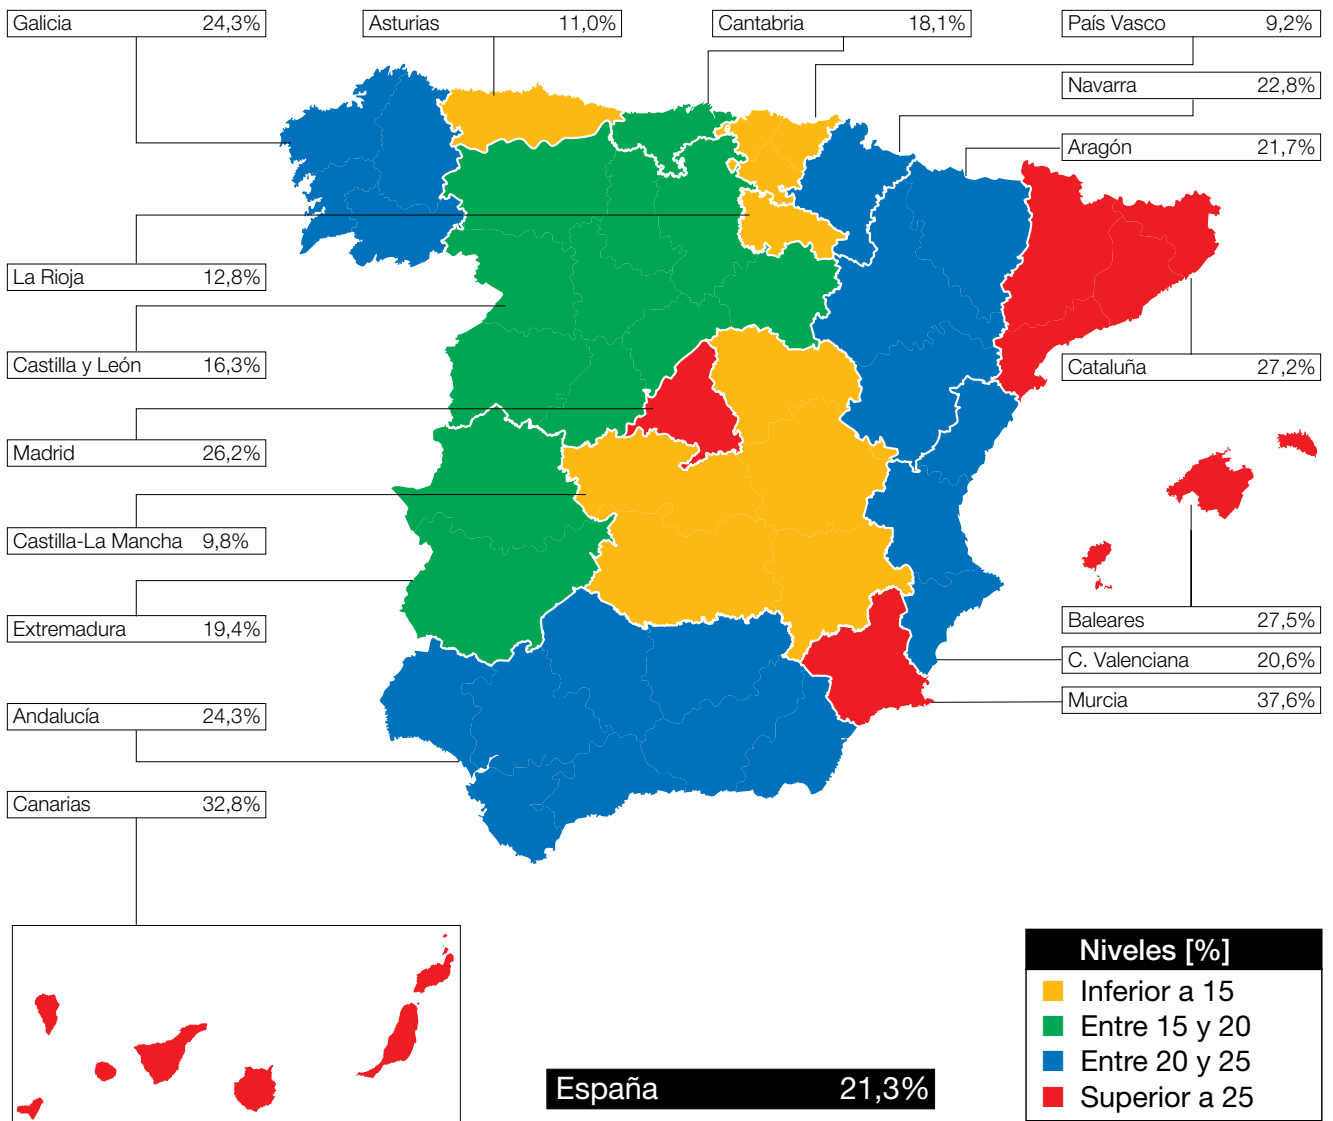 Galicia 24,3%
Asturias 11,0%
Cantabria 18,1%
País Vasco 9,2%
Navarra 22,8%
Aragón 21,7%
La Rioja 12,8%
Castilla y León 16,3%
Cataluña 27,2%
Madrid 26,2%
Castilla-La Mancha 9,8%
Extremadura 19,4%
Baleares 27,5%
C. Valenciana 20,6%
Murcia 37,6%
Andalucía 24,3%
Canarias 32,8%
España 21,3%
Niveles [%]
Inferior a 15
Entre 15 y 20
Entre 20 y 25
Superior a 25